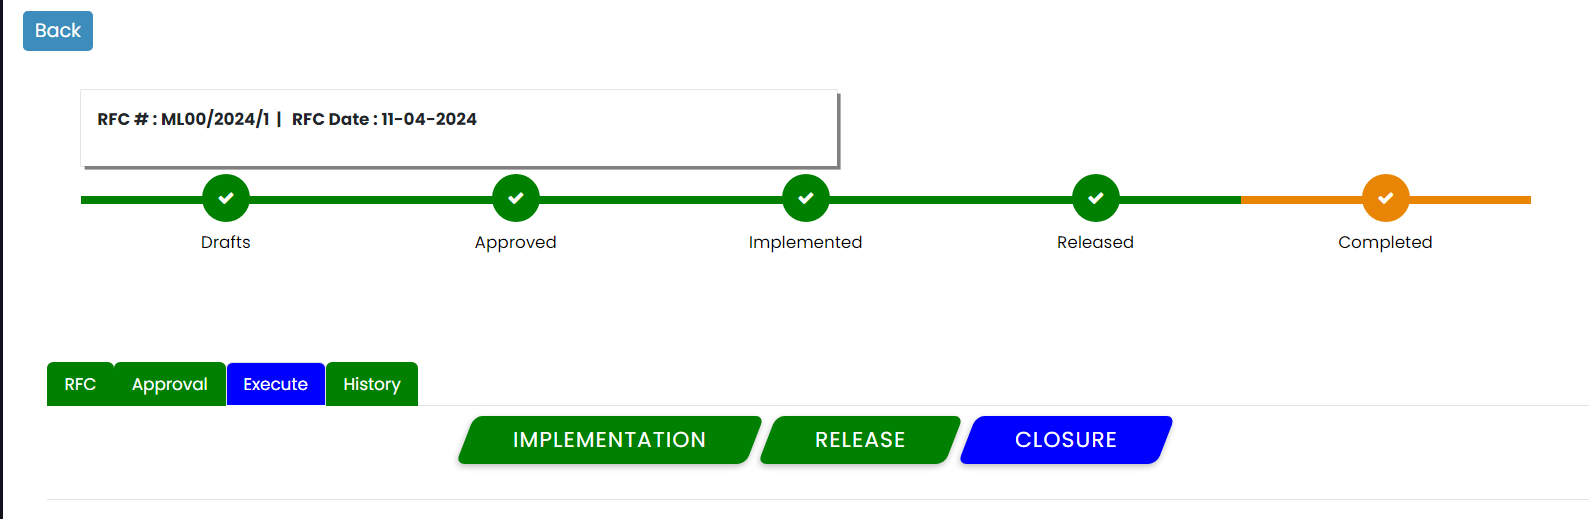 Back
RFC # : ML00/2024/1 | RFC Date : 11-04-2024
Drafts Approved Implemented Released Completed
RFC Approval Execute History
IMPLEMENTATION RELEASE CLOSURE